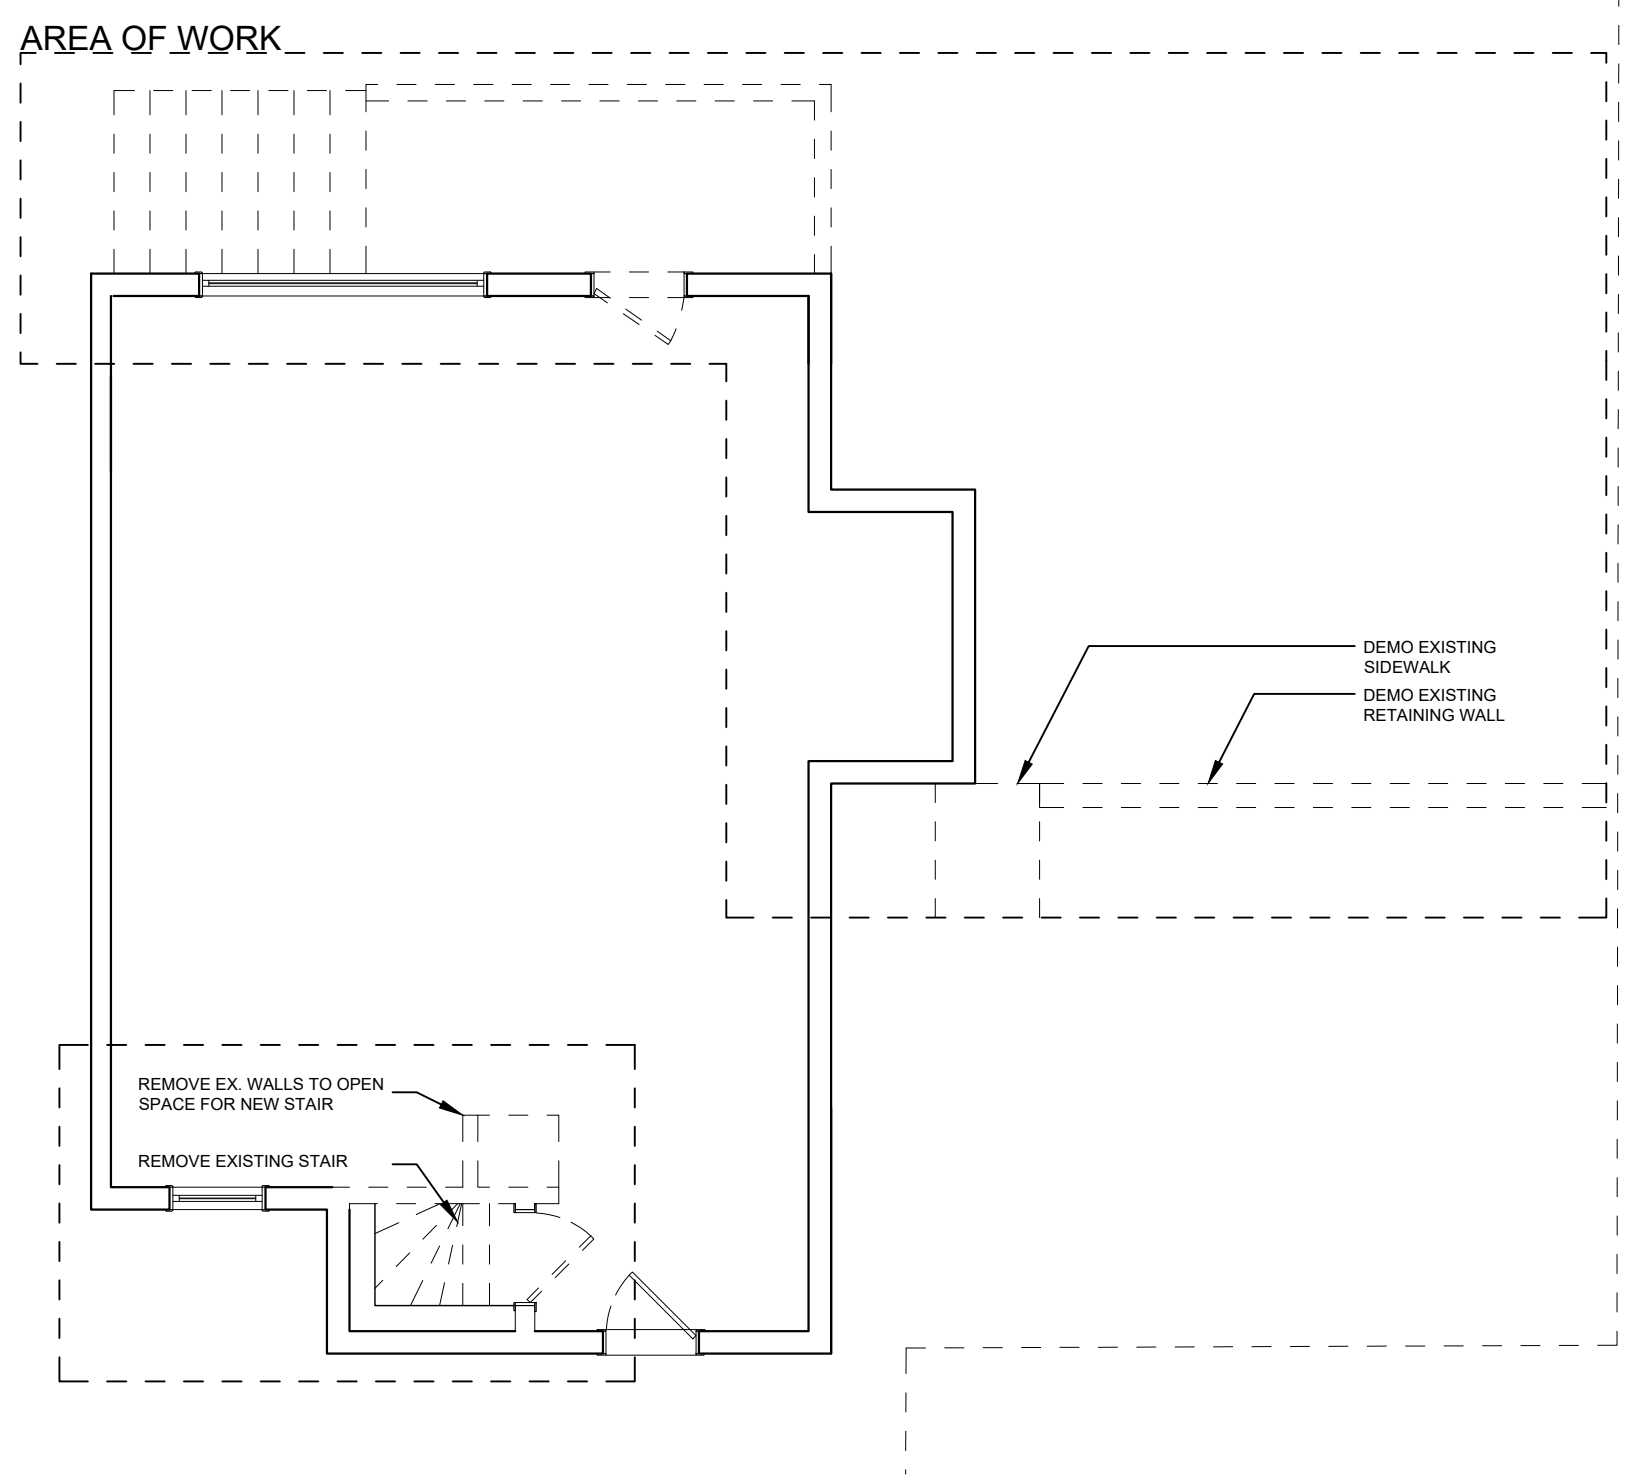 AREA OF WORK
DEMO EXISTING
SIDEWALK
DEMO EXISTING
RETAINING WALL
REMOVE EX. WALLS TO OPEN
SPACE FOR NEW STAIR
REMOVE EXISTING STAIR